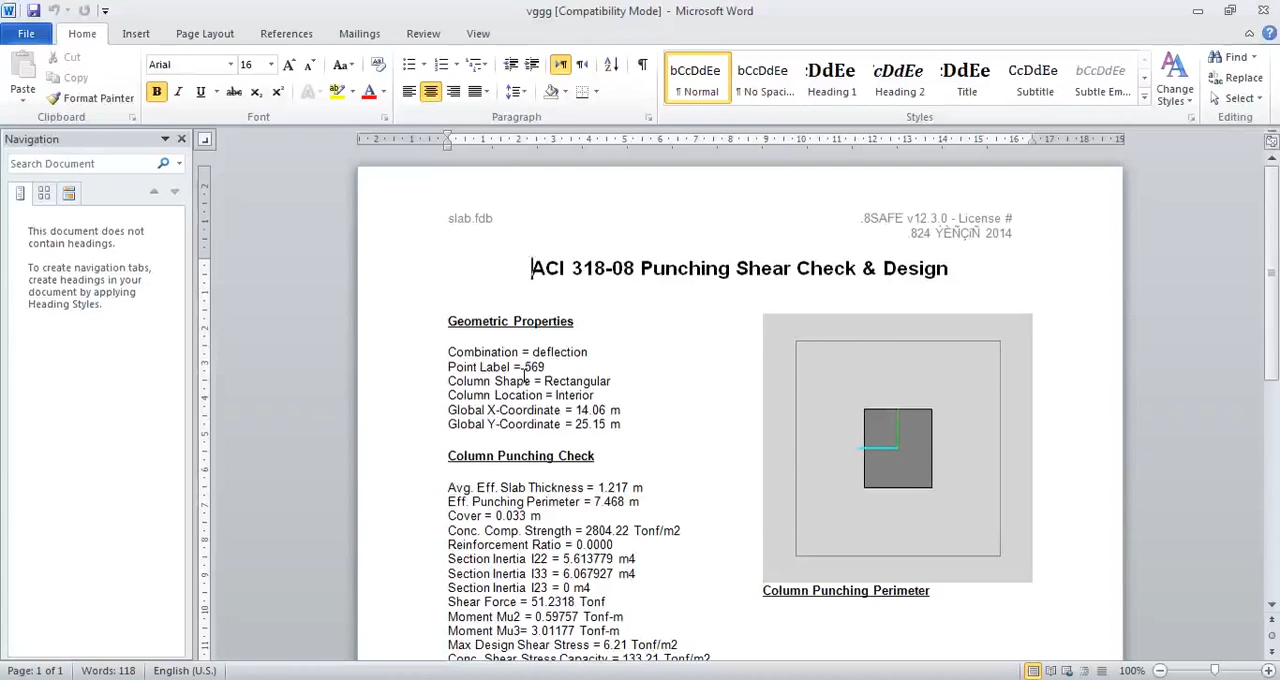 vggg [Compatibility Mode] - Microsoft Word
File
Home
Insert
Page Layout
References
Mailings
Review
View
Cut
Copy
Format Painter
Paste
Clipboard
Arial
16
Font
Paragraph
bCcDdEe
¶ Normal
bCcDdEe
¶ No Spaci...
:DdEe
Heading 1
:cDdEe
Heading 2
:DdEe
Title
CcDdEe
Subtitle
bCcDdEe
Subtle Em...
Change
Styles
Styles
Find
Replace
Select
Editing
Navigation
Search Document
This document does not
contain headings.
To create navigation tabs,
create headings in your
document by applying
Heading Styles.
slab.fdb
.8SAFE v12.3.0 - License #
.824 ÝÈÑÇíÑ 2014
ACI 318-08 Punching Shear Check & Design
Geometric Properties
Combination = deflection
Point Label = 569
Column Shape = Rectangular
Column Location = Interior
Global X-Coordinate = 14.06 m
Global Y-Coordinate = 25.15 m
Column Punching Check
Avg. Eff. Slab Thickness = 1.217 m
Eff. Punching Perimeter = 7.468 m
Cover = 0.033 m
Conc. Comp. Strength = 2804.22 Tonf/m2
Reinforcement Ratio = 0.0000
Section Inertia I22 = 5.613779 m4
Section Inertia I33 = 6.067927 m4
Section Inertia I23 = 0 m4
Shear Force = 51.2318 Tonf
Moment Mu2 = 0.59757 Tonf-m
Moment Mu3= 3.01177 Tonf-m
Max Design Shear Stress = 6.21 Tonf/m2
Conc. Shear Stress Capacity = 133.21 Tonf/m2
Column Punching Perimeter
Page: 1 of 1
Words: 118
English (U.S.)
100%